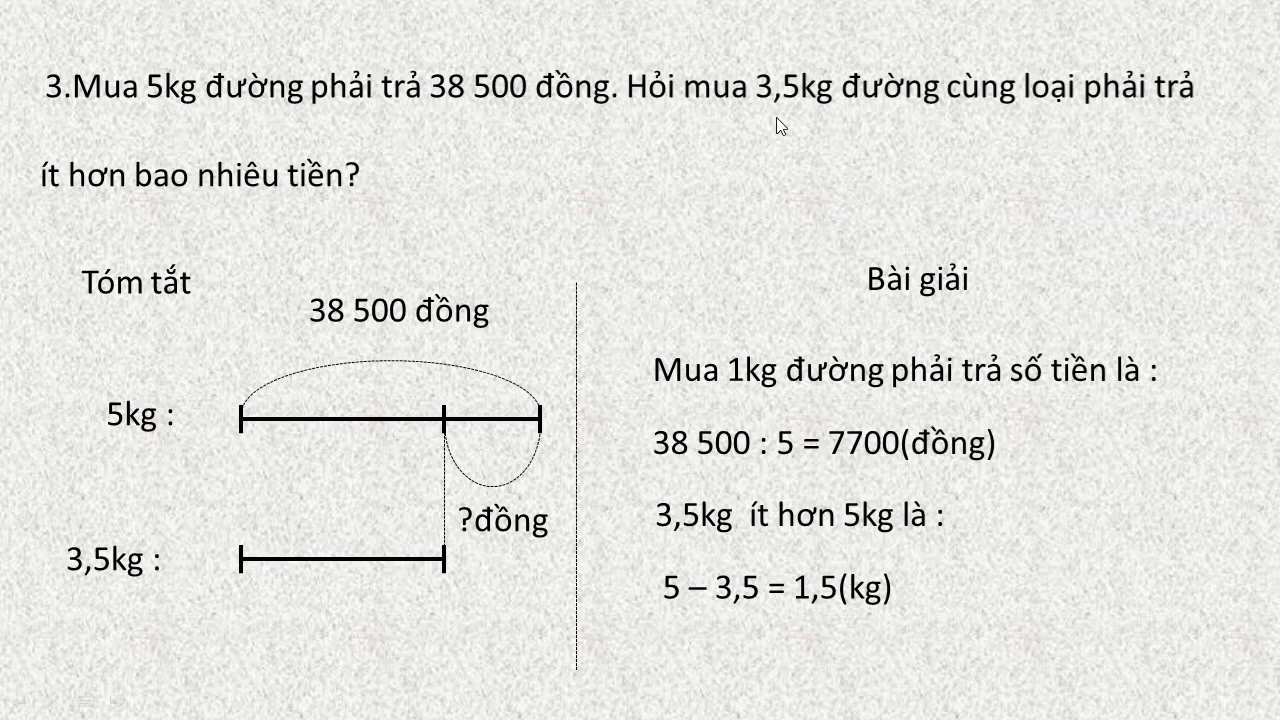 3.Mua 5kg đường phải trả 38 500 đồng. Hỏi mua 3,5kg đường cùng loại phải trả
ít hơn bao nhiêu tiền?
Tóm tắt
38 500 đồng
5kg :
?đồng
3,5kg :
Bài giải
Mua 1kg đường phải trả số tiền là :
38 500 : 5 = 7700(đồng)
3,5kg ít hơn 5kg là :
5 – 3,5 = 1,5(kg)